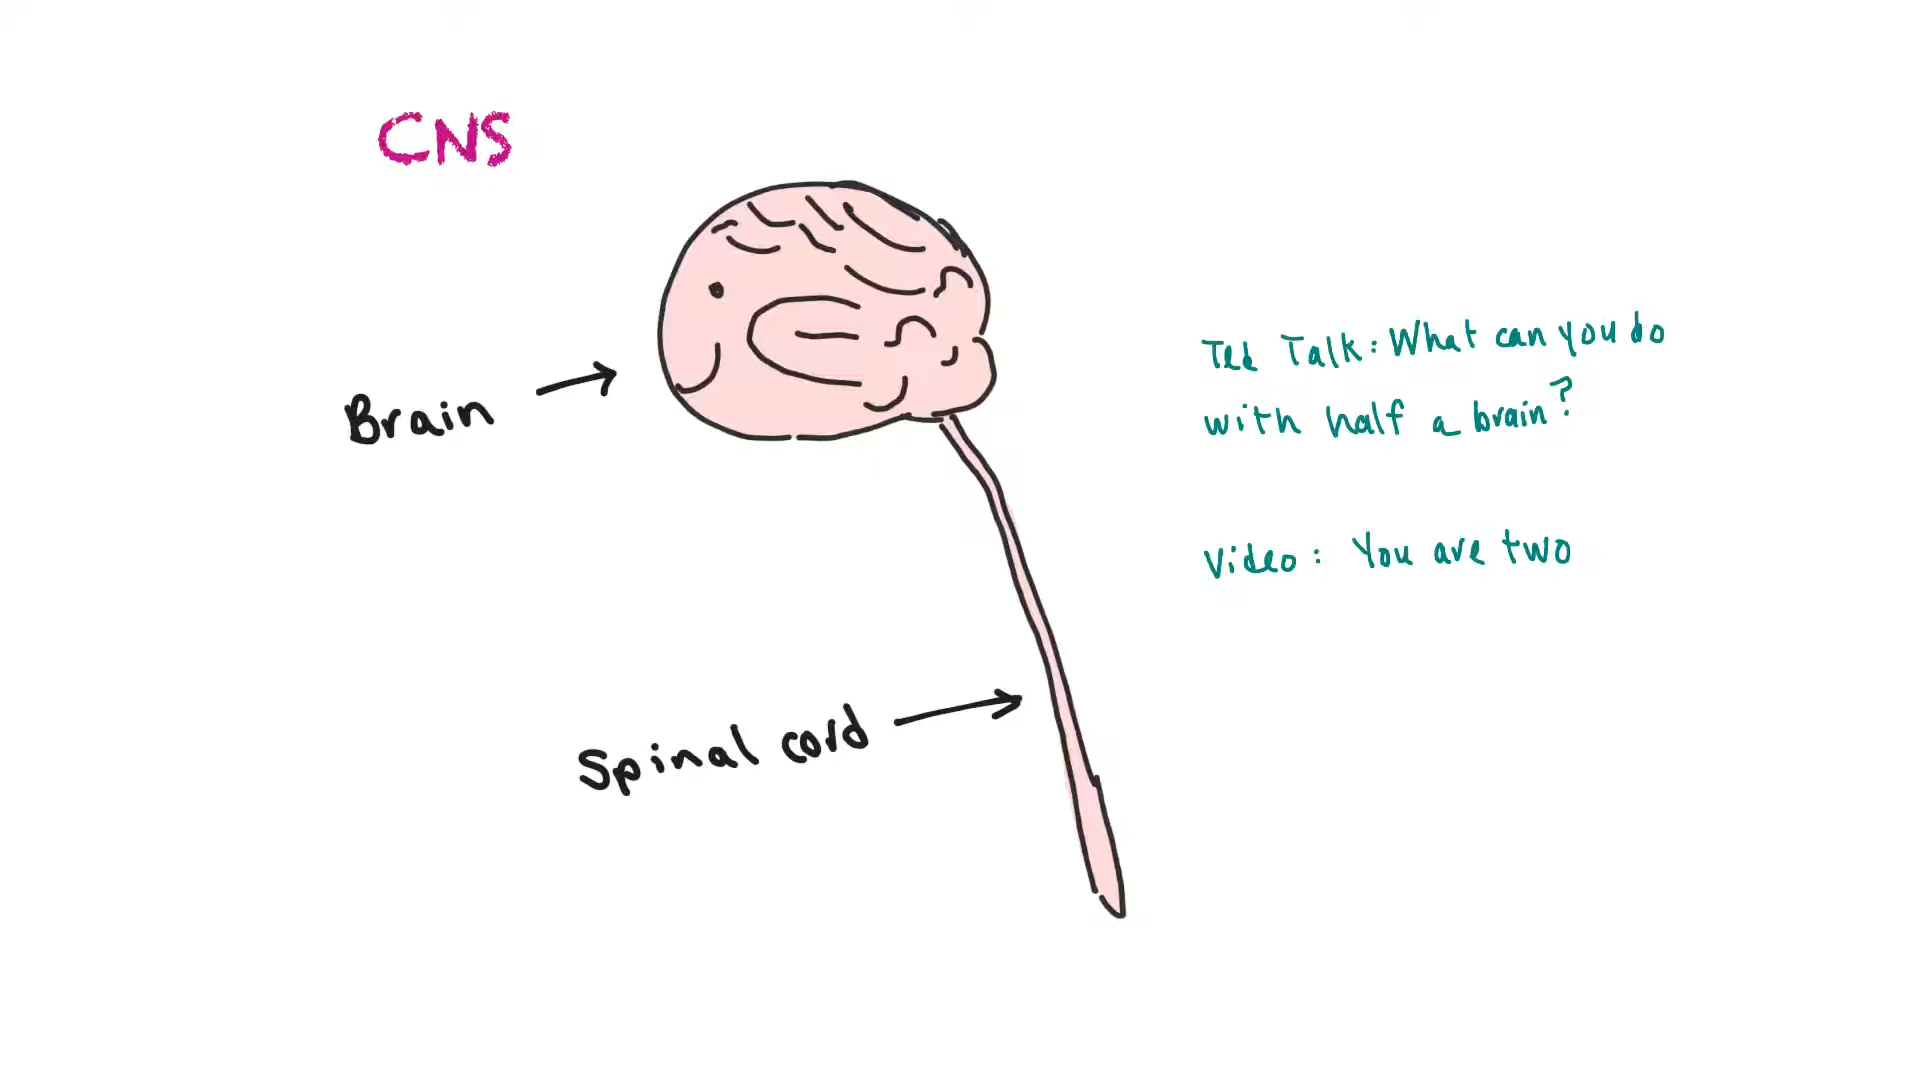 CNS
Brain
Spinal cord
Ted Talk: What can you do
with half a brain?
Video: You are two